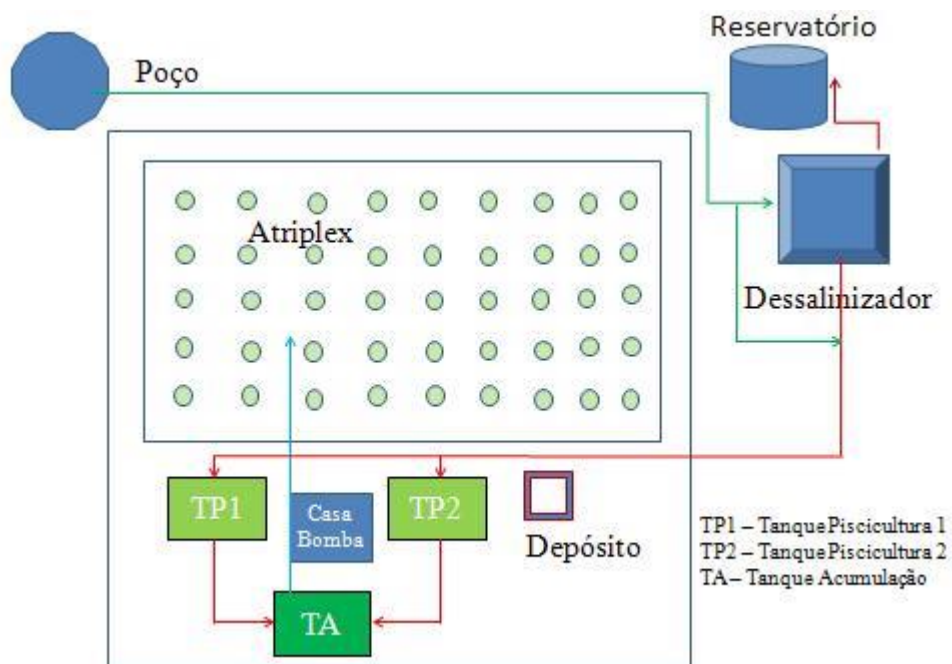 Reservatório
Poço
Atriplex
Dessalinizador
TP1
Casa
Bomba
TP2
Depósito
TA
TP1 – Tanque Piscicultura 1
TP2 – Tanque Piscicultura 2
TA – Tanque Acumulação